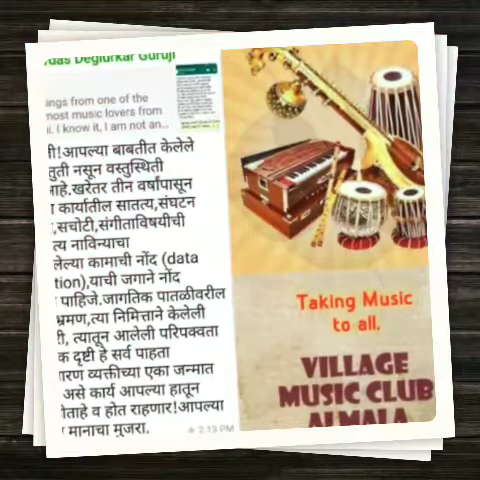 das Deglurkar Guruji
ings from one of the
most music lovers from
i. I know it, I am not an...
ी!आपल्या बाबतीत केलेले
तुती नसून वस्तुस्थिती
आहे.खरेतर तीन वर्षांपासून
कार्यातील सातत्य,संघटन
,सचोटी,संगीताविषयीची
त्य नाविन्याचा
लेल्या कामाची नोंद (data
tion),याची जगाने नोंद
पाहिजे.जागतिक पातळीवरील
भ्रमण,त्या निमित्ताने केलेली
ी, त्यातून आलेली परिपक्वता
क दृष्टी हे सर्व पाहता
ारण व्यक्तीच्या एका जन्मात
असे कार्य आपल्या हातून
ोताहे व होत राहणार!आपल्या
मानाचा मुजरा.
2:13 PM
Taking Music
to all.
VILLAGE
MUSIC CLUB
ALMALA